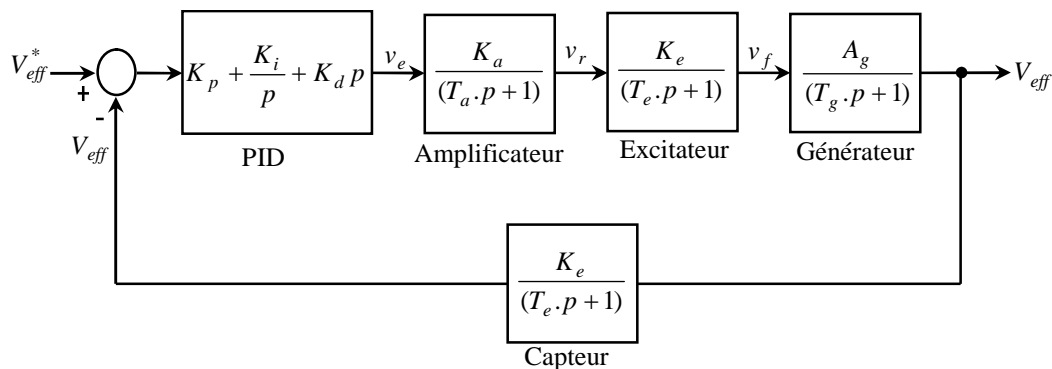 V*eff
+
-
Veff
Kp + Ki/p + Kd p
PID
ve
Ka/(Ta.p+1)
Amplificateur
vr
Ke/(Te.p+1)
Excitateur
vf
Ag/(Tg.p+1)
Générateur
Veff
Ke/(Te.p+1)
Capteur